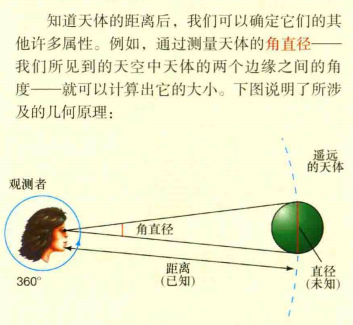 知道天体的距离后，我们可以确定它们的其
他许多属性。例如，通过测量天体的角直径——
我们所见到的天空中天体的两个边缘之间的角
度——就可以计算出它的大小。下图说明了所涉
及的几何原理：
遥远
的天体
观测者
角直径
360°
距离
(已知)
直径
(未知)